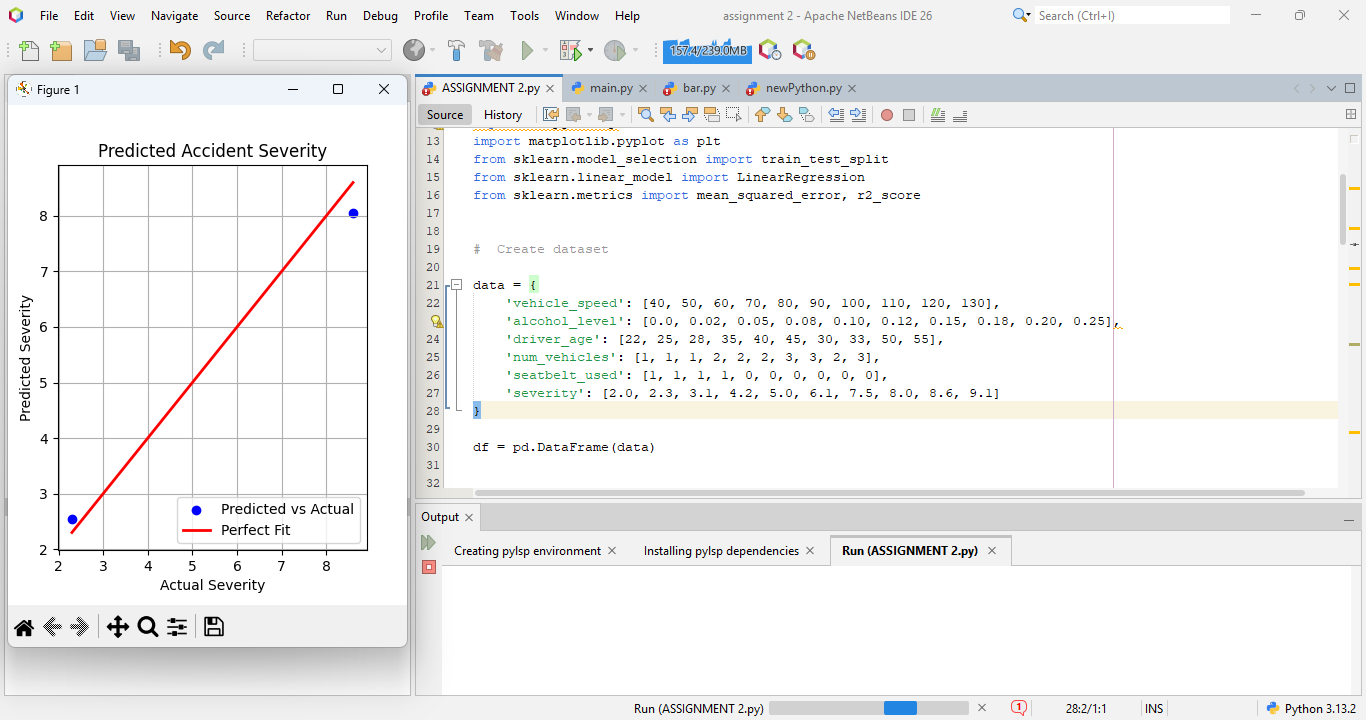 File Edit View Navigate Source Refactor Run Debug Profile Team Tools Window Help
assignment 2 - Apache NetBeans IDE 26
Search (Ctrl+I)
157.4/239.0MB
Figure 1
Predicted Accident Severity
8
7
6
5
4
3
2
Predicted Severity
Predicted vs Actual
Perfect Fit
2 3 4 5 6 7 8
Actual Severity
ASSIGNMENT 2.py main.py bar.py newPython.py
Source History
13 import matplotlib.pyplot as plt
14 from sklearn.model_selection import train_test_split
15 from sklearn.linear_model import LinearRegression
16 from sklearn.metrics import mean_squared_error, r2_score
17
18
19 #  Create dataset
20
21 data = {
22     'vehicle_speed': [40, 50, 60, 70, 80, 90, 100, 110, 120, 130],
    'alcohol_level': [0.0, 0.02, 0.05, 0.08, 0.10, 0.12, 0.15, 0.18, 0.20, 0.25],
24     'driver_age': [22, 25, 28, 35, 40, 45, 30, 33, 50, 55],
25     'num_vehicles': [1, 1, 1, 2, 2, 2, 3, 3, 2, 3],
26     'seatbelt_used': [1, 1, 1, 1, 0, 0, 0, 0, 0, 0],
27     'severity': [2.0, 2.3, 3.1, 4.2, 5.0, 6.1, 7.5, 8.0, 8.6, 9.1]
28 }
29
30 df = pd.DataFrame(data)
31
32
Output
Creating pylsp environment Installing pylsp dependencies Run (ASSIGNMENT 2.py)
Run (ASSIGNMENT 2.py) 1 28:2/1:1 INS Python 3.13.2